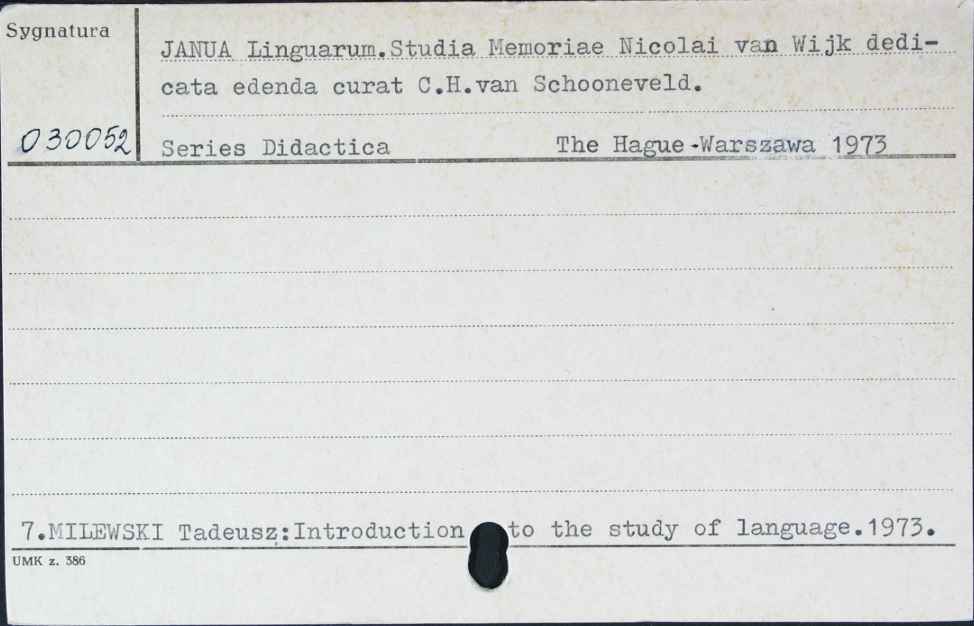 Sygnatura
JANUA Linguarum.Studia Memoriae Nicolai van Wijk dedi-
cata edenda curat C.H.van Schooneveld.
030052
Series Didactica The Hague-Warszawa 1973
7.MILEWSKI Tadeusz:Introduction to the study of language.1973.
UMK z. 386